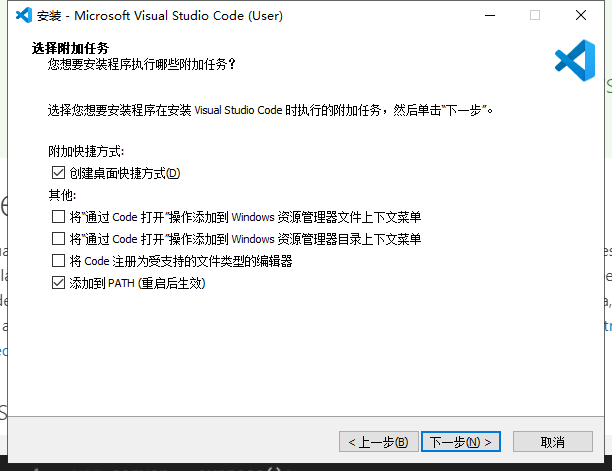 安装 - Microsoft Visual Studio Code (User)
选择附加任务
您想要安装程序执行哪些附加任务？
选择您想要安装程序在安装 Visual Studio Code 时执行的附加任务，然后单击“下一步”。
附加快捷方式:
创建桌面快捷方式(D)
其他:
将“通过 Code 打开”操作添加到 Windows 资源管理器文件上下文菜单
将“通过 Code 打开”操作添加到 Windows 资源管理器目录上下文菜单
将 Code 注册为受支持的文件类型的编辑器
添加到 PATH (重启后生效)
< 上一步(B)
下一步(N) >
取消